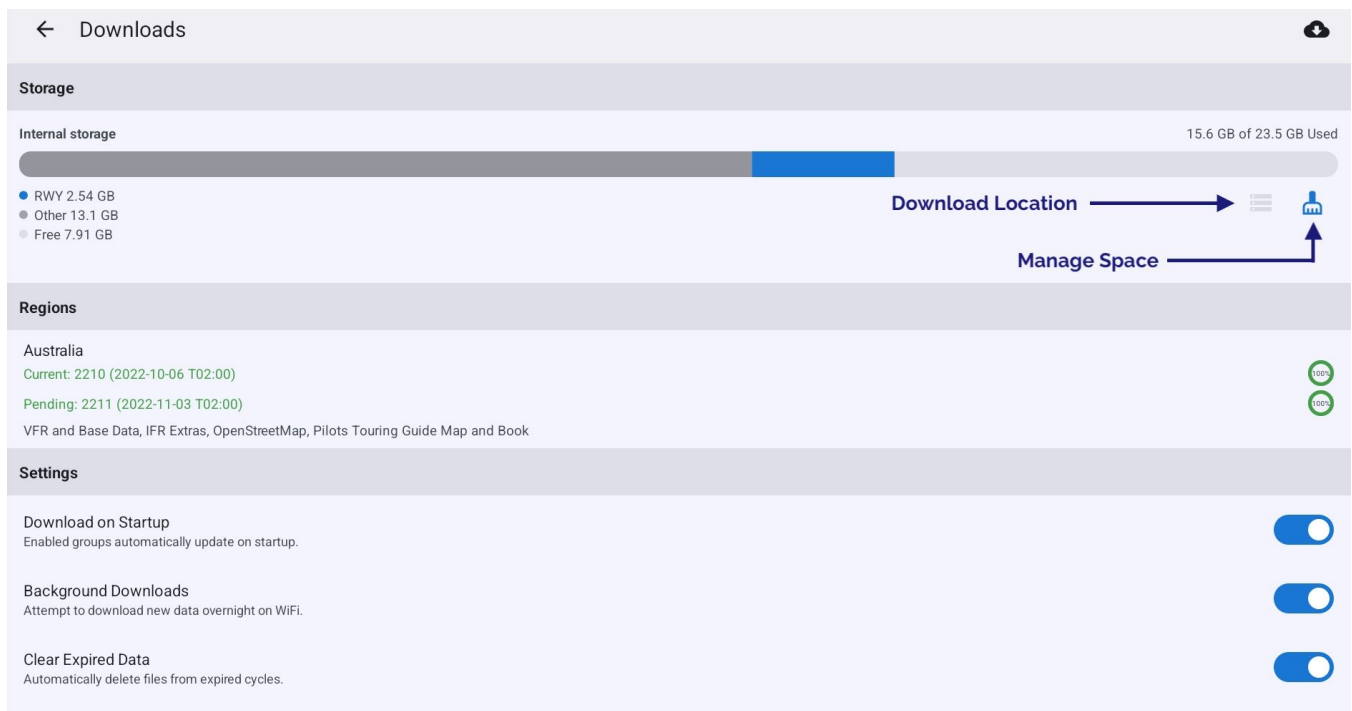 Downloads
Storage
Internal storage 15.6 GB of 23.5 GB Used
RWY 2.54 GB
Other 13.1 GB
Free 7.91 GB
Download Location
Manage Space
Regions
Australia
Current: 2210 (2022-10-06 T02:00)
100%
Pending: 2211 (2022-11-03 T02:00)
100%
VFR and Base Data, IFR Extras, OpenStreetMap, Pilots Touring Guide Map and Book
Settings
Download on Startup
Enabled groups automatically update on startup.
Background Downloads
Attempt to download new data overnight on WiFi.
Clear Expired Data
Automatically delete files from expired cycles.